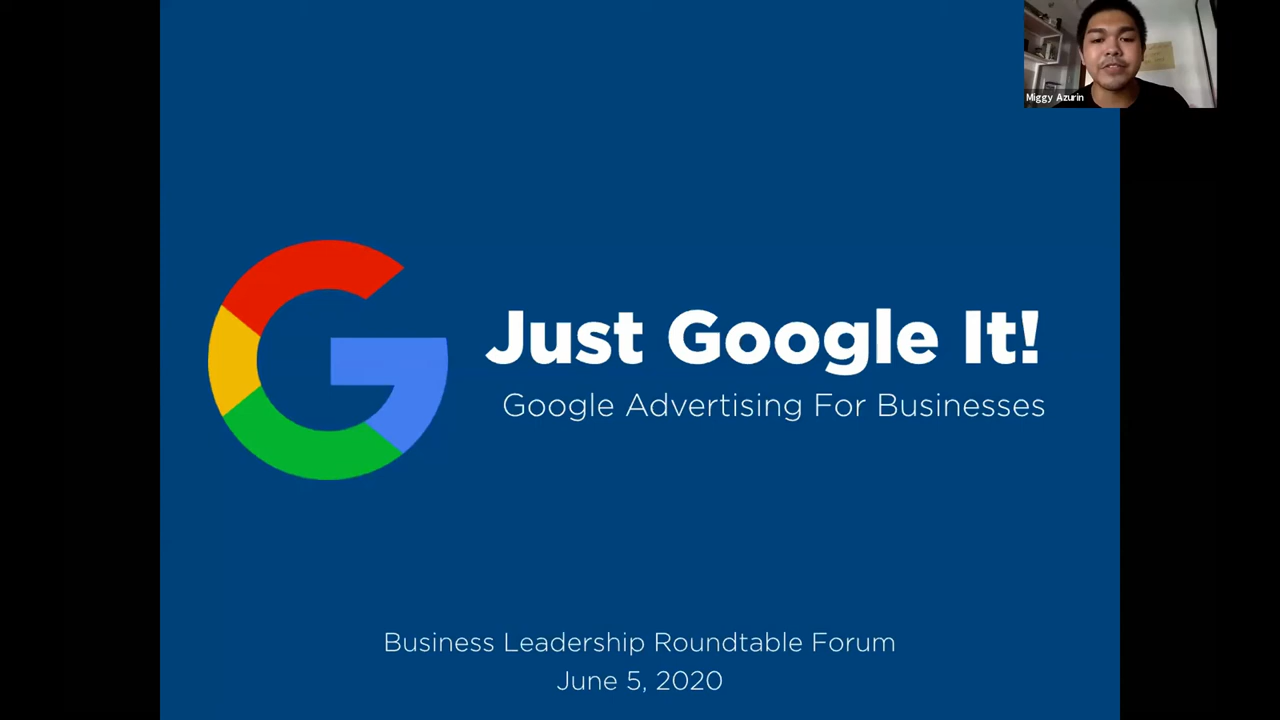 Miggy Azurin
Just Google It!
Google Advertising For Businesses
Business Leadership Roundtable Forum
June 5, 2020